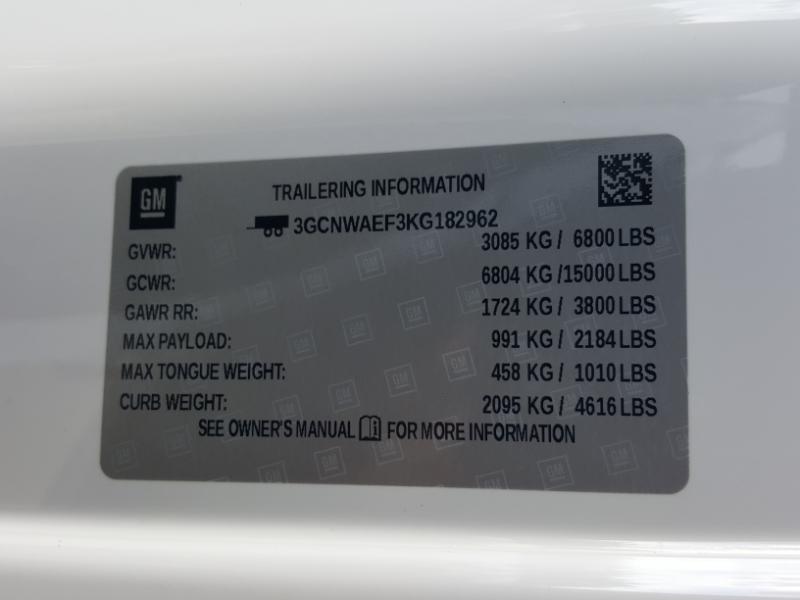 GM
TRAILERING INFORMATION
3GCNWAEF3KG182962
GVWR: 3085 KG / 6800 LBS
GCWR: 6804 KG /15000 LBS
GAWR RR: 1724 KG / 3800 LBS
MAX PAYLOAD: 991 KG / 2184 LBS
MAX TONGUE WEIGHT: 458 KG / 1010 LBS
CURB WEIGHT: 2095 KG / 4616 LBS
SEE OWNER'S MANUAL FOR MORE INFORMATION